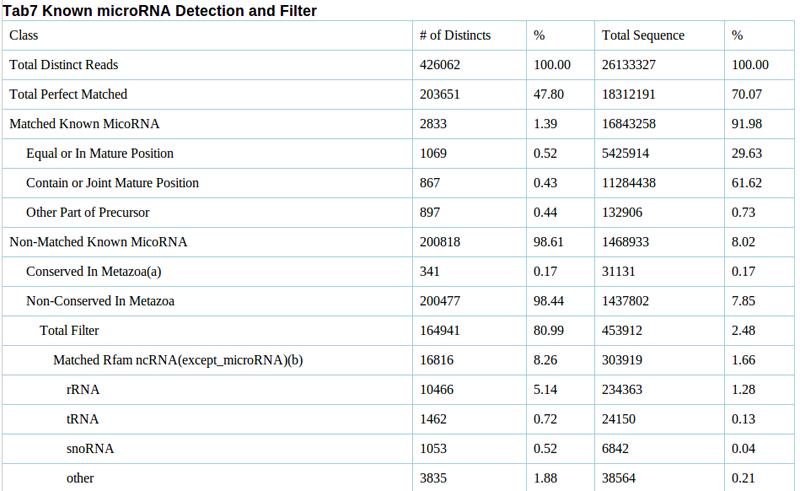 Tab7 Known microRNA Detection and Filter
Class # of Distincts % Total Sequence %
Total Distinct Reads 426062 100.00 26133327 100.00
Total Perfect Matched 203651 47.80 18312191 70.07
Matched Known MicoRNA 2833 1.39 16843258 91.98
Equal or In Mature Position 1069 0.52 5425914 29.63
Contain or Joint Mature Position 867 0.43 11284438 61.62
Other Part of Precursor 897 0.44 132906 0.73
Non-Matched Known MicoRNA 200818 98.61 1468933 8.02
Conserved In Metazoa(a) 341 0.17 31131 0.17
Non-Conserved In Metazoa 200477 98.44 1437802 7.85
Total Filter 164941 80.99 453912 2.48
Matched Rfam ncRNA(except_microRNA)(b) 16816 8.26 303919 1.66
rRNA 10466 5.14 234363 1.28
tRNA 1462 0.72 24150 0.13
snoRNA 1053 0.52 6842 0.04
other 3835 1.88 38564 0.21